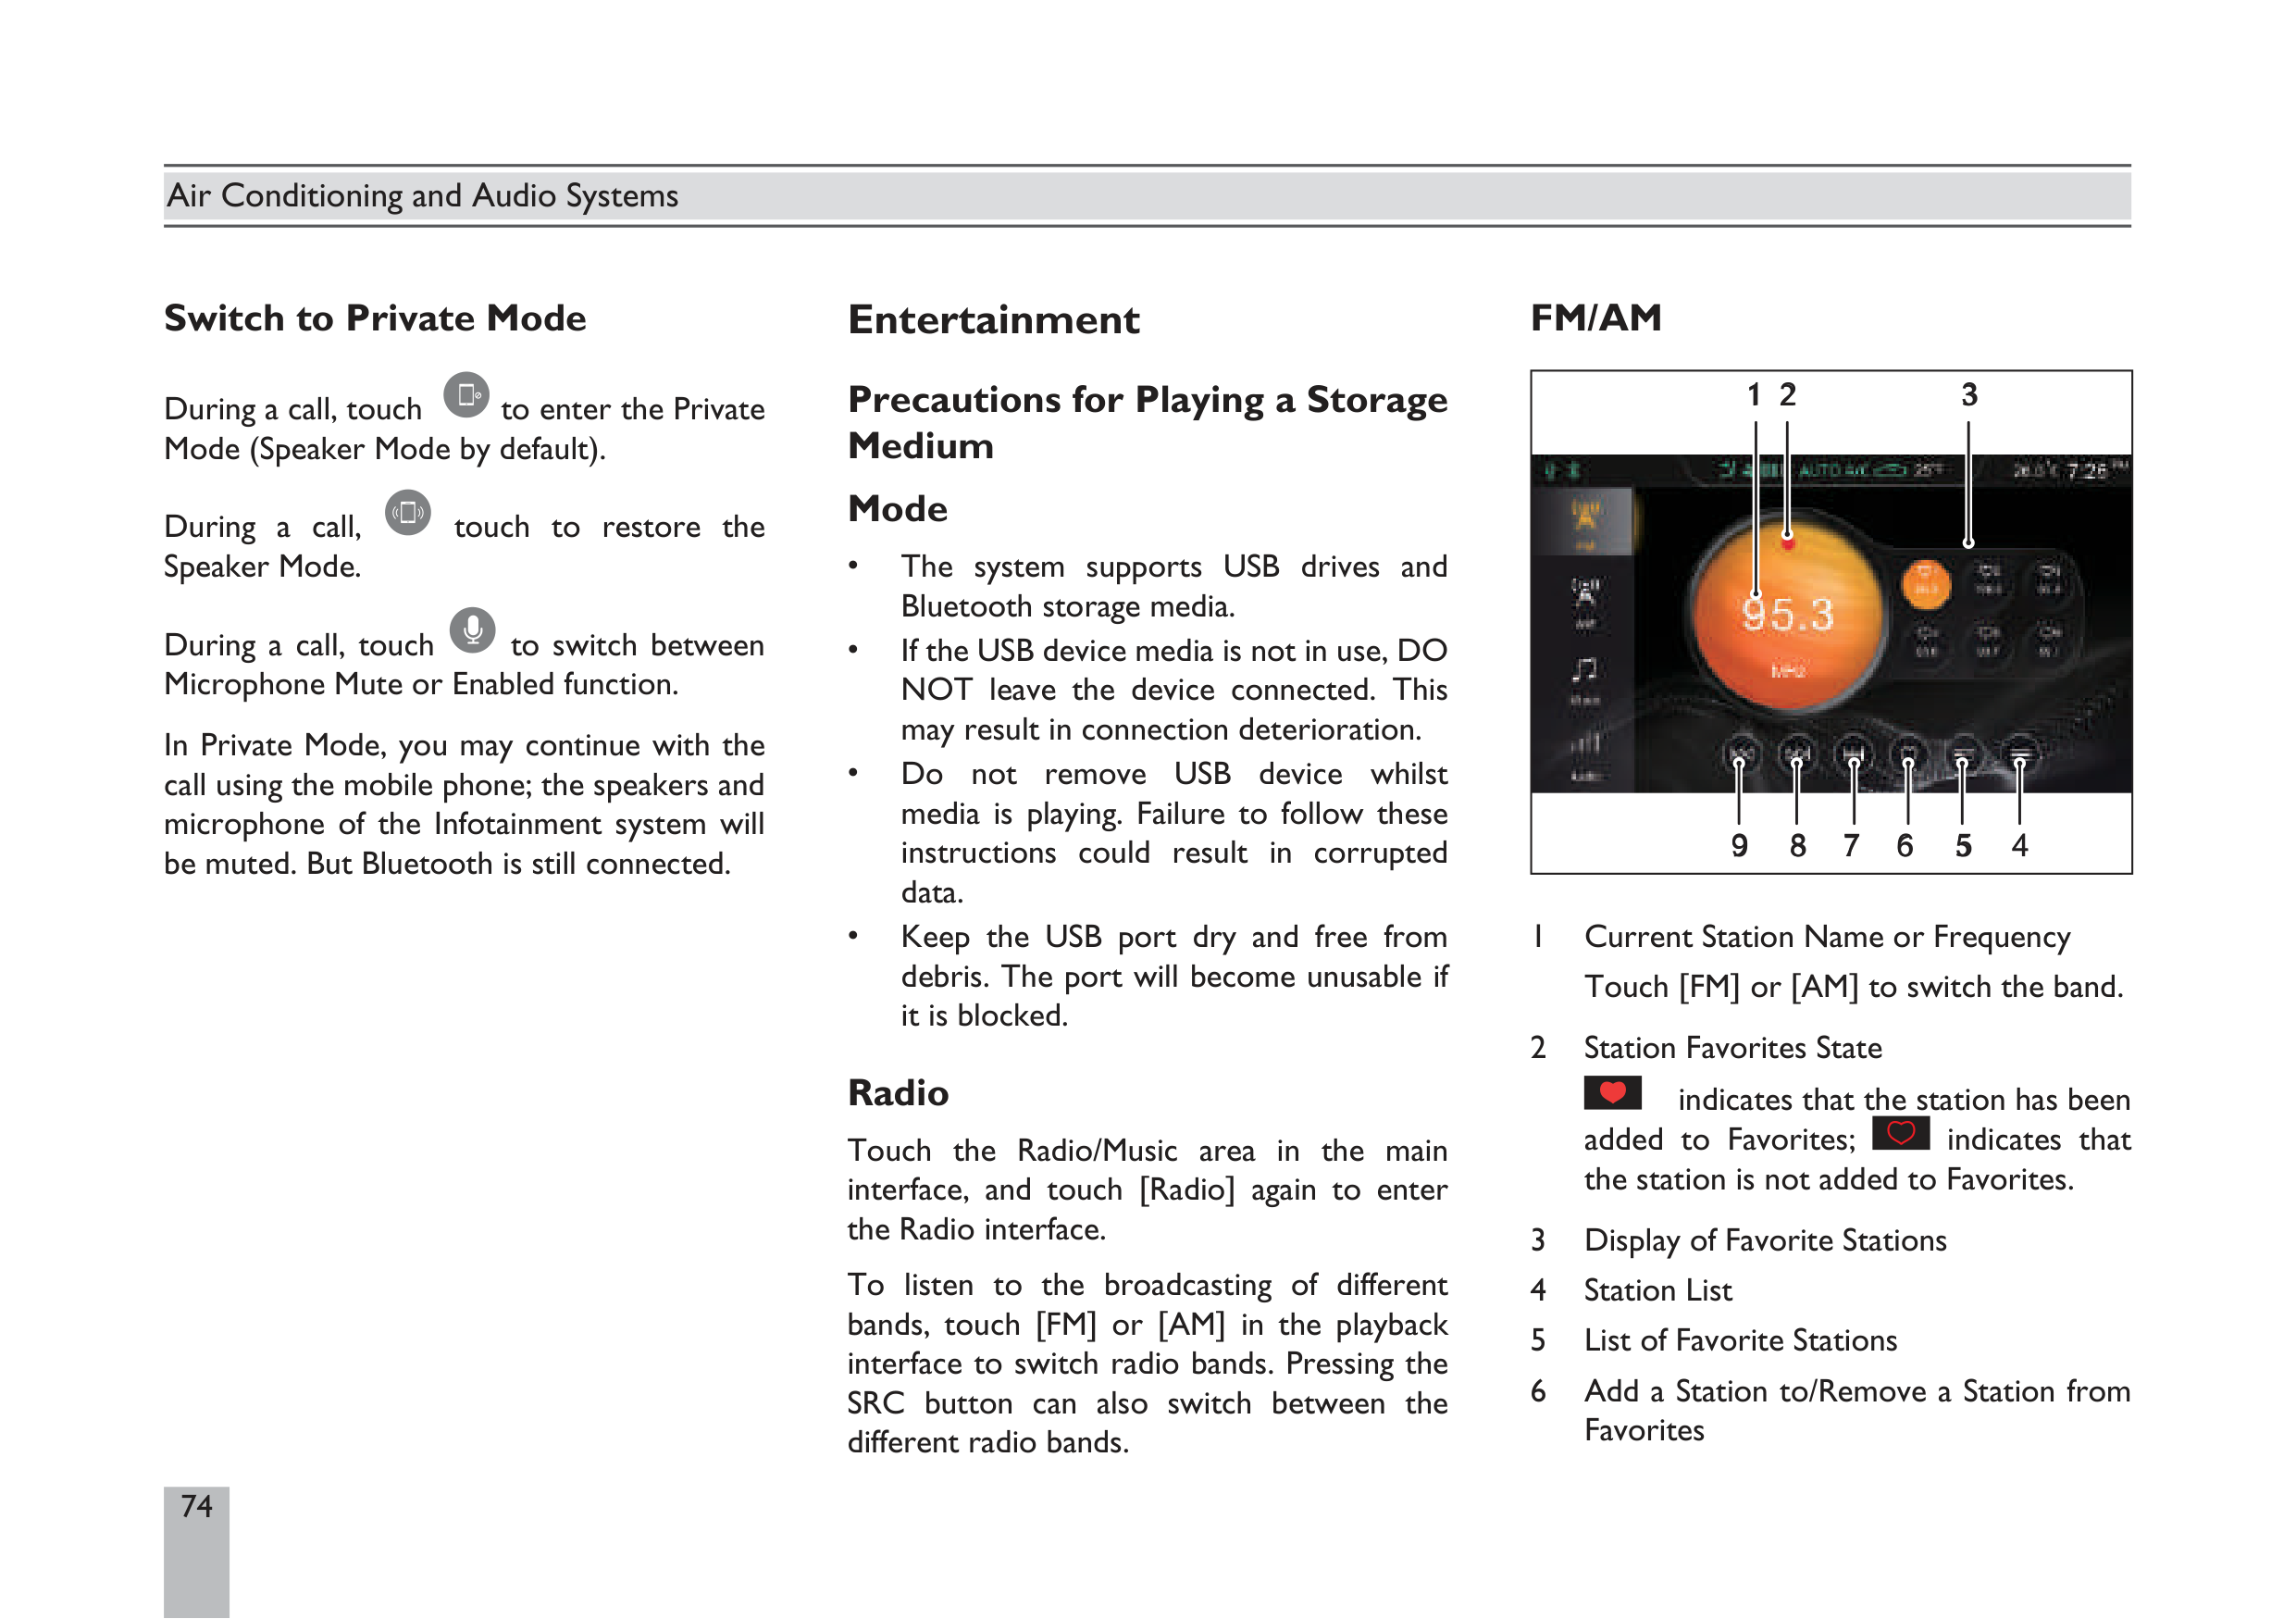 Air Conditioning and Audio Systems
Switch to Private Mode
During a call, touch to enter the Private
Mode (Speaker Mode by default).
During a call, touch to restore the
Speaker Mode.
During a call, touch to switch between
Microphone Mute or Enabled function.
In Private Mode, you may continue with the
call using the mobile phone; the speakers and
microphone of the Infotainment system will
be muted. But Bluetooth is still connected.
Entertainment
Precautions for Playing a Storage
Medium
Mode
• The system supports USB drives and
Bluetooth storage media.
• If the USB device media is not in use, DO
NOT leave the device connected. This
may result in connection deterioration.
• Do not remove USB device whilst
media is playing. Failure to follow these
instructions could result in corrupted
data.
• Keep the USB port dry and free from
debris. The port will become unusable if
it is blocked.
Radio
Touch the Radio/Music area in the main
interface, and touch [Radio] again to enter
the Radio interface.
To listen to the broadcasting of different
bands, touch [FM] or [AM] in the playback
interface to switch radio bands. Pressing the
SRC button can also switch between the
different radio bands.
FM/AM
1 2 3
AUTO A/C 7:26
95.3
MHz
9 8 7 6 5 4
1 Current Station Name or Frequency
Touch [FM] or [AM] to switch the band.
2 Station Favorites State
indicates that the station has been
added to Favorites; indicates that
the station is not added to Favorites.
3 Display of Favorite Stations
4 Station List
5 List of Favorite Stations
6 Add a Station to/Remove a Station from
Favorites
74